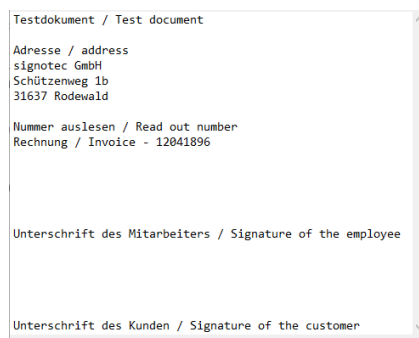 Testdokument / Test document
Adresse / address
signotec GmbH
Schützenweg 1b
31637 Rodewald
Nummer auslesen / Read out number
Rechnung / Invoice - 12041896
Unterschrift des Mitarbeiters / Signature of the employee
Unterschrift des Kunden / Signature of the customer